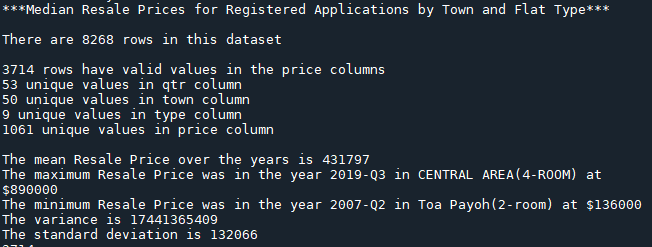 ***Median Resale Prices for Registered Applications by Town and Flat Type***
There are 8268 rows in this dataset
3714 rows have valid values in the price columns
53 unique values in qtr column
50 unique values in town column
9 unique values in type column
1061 unique values in price column
The mean Resale Price over the years is 431797
The maximum Resale Price was in the year 2019-Q3 in CENTRAL AREA(4-ROOM) at
$890000
The minimum Resale Price was in the year 2007-Q2 in Toa Payoh(2-room) at $136000
The variance is 17441365409
The standard deviation is 132066